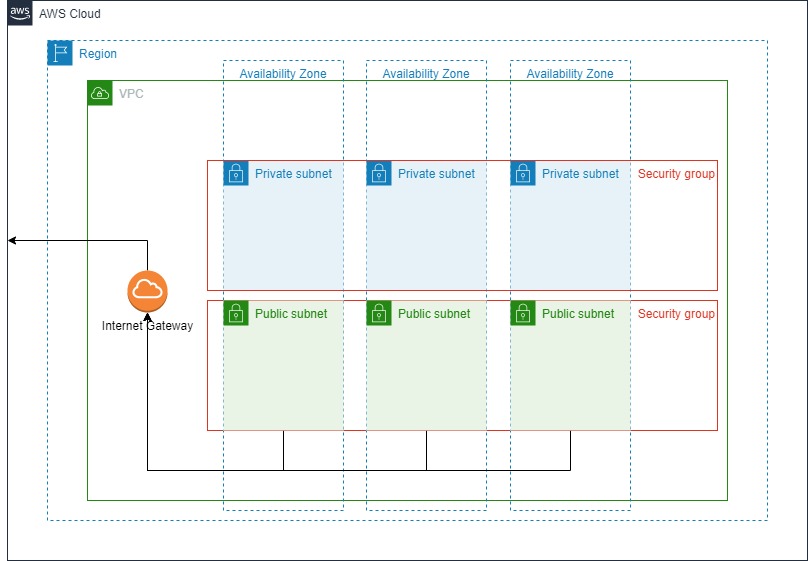 aws
AWS Cloud
Region
Availability Zone
Availability Zone
Availability Zone
VPC
Private subnet
Private subnet
Private subnet
Security group
Internet Gateway
Public subnet
Public subnet
Public subnet
Security group